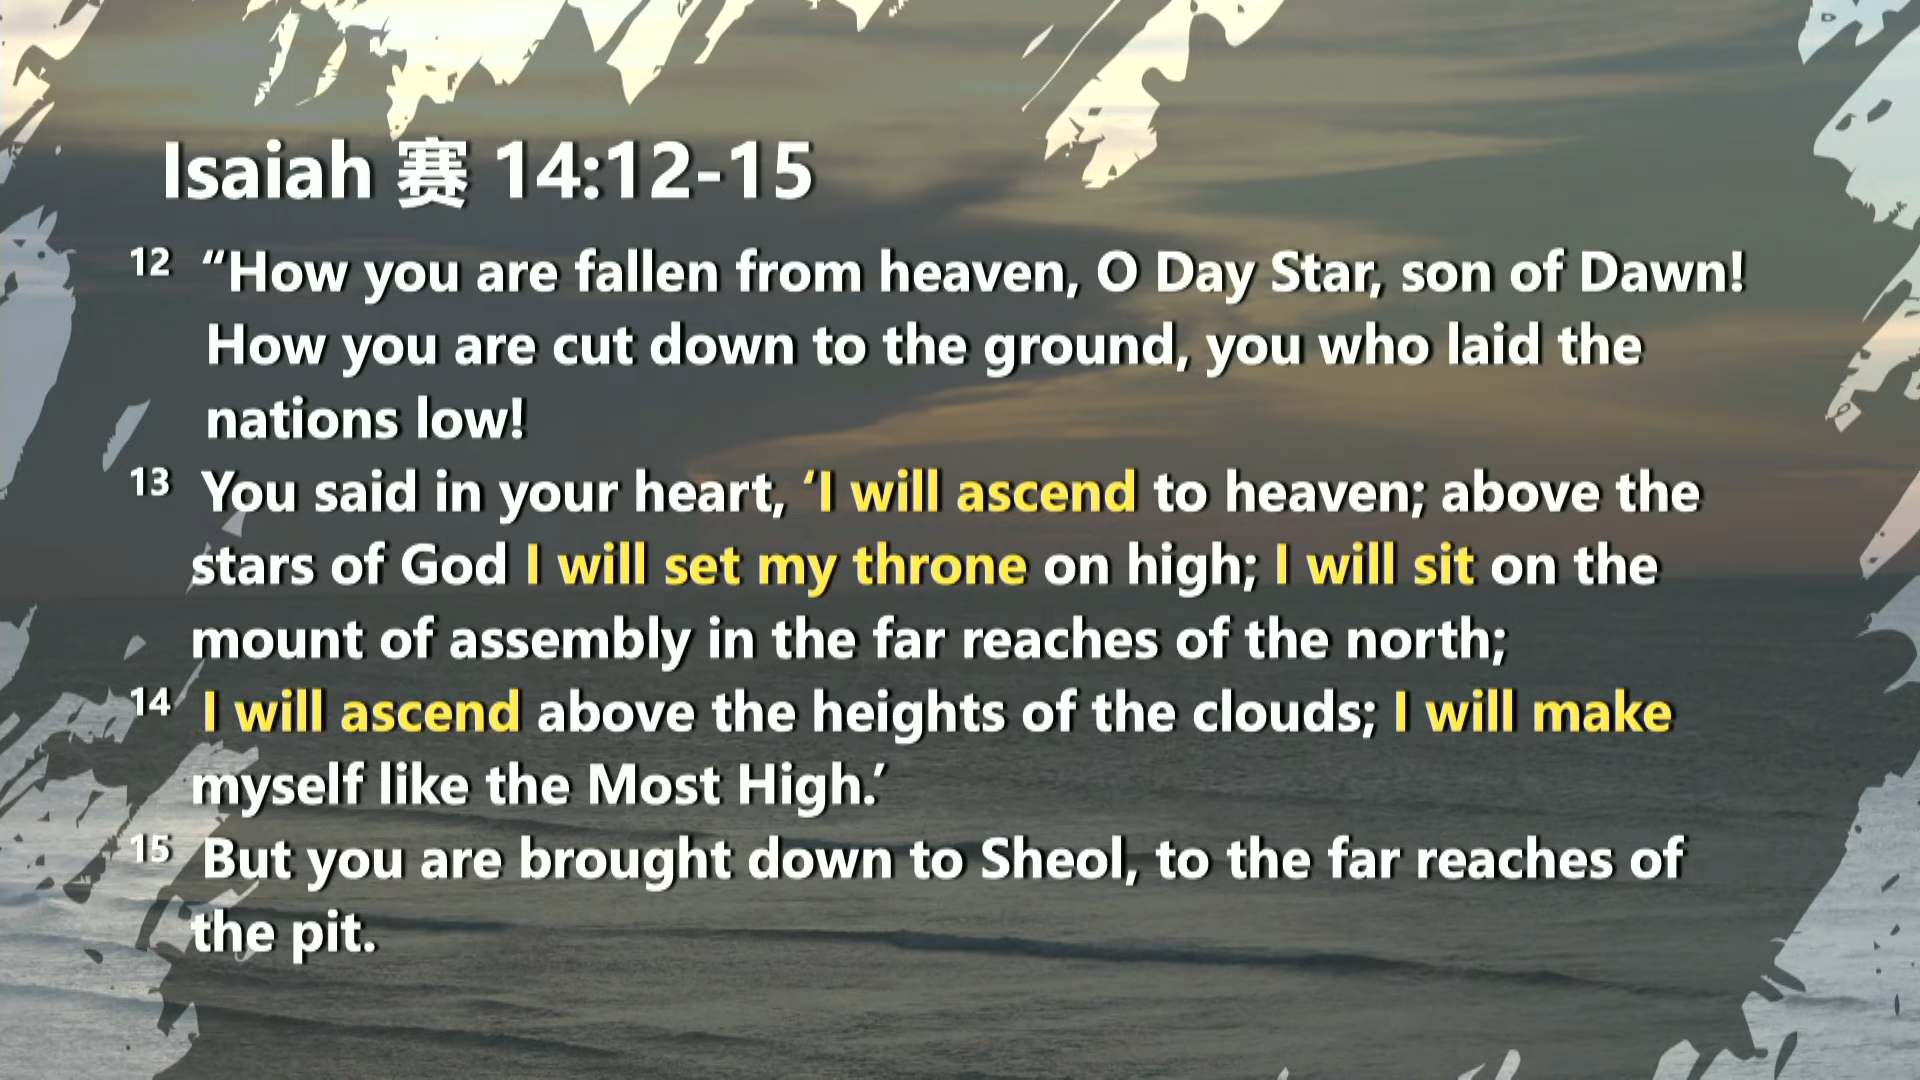 Isaiah 赛 14:12-15
12 “How you are fallen from heaven, O Day Star, son of Dawn!
How you are cut down to the ground, you who laid the
nations low!
13 You said in your heart, ‘I will ascend to heaven; above the
stars of God I will set my throne on high; I will sit on the
mount of assembly in the far reaches of the north;
14 I will ascend above the heights of the clouds; I will make
myself like the Most High.’
15 But you are brought down to Sheol, to the far reaches of
the pit.